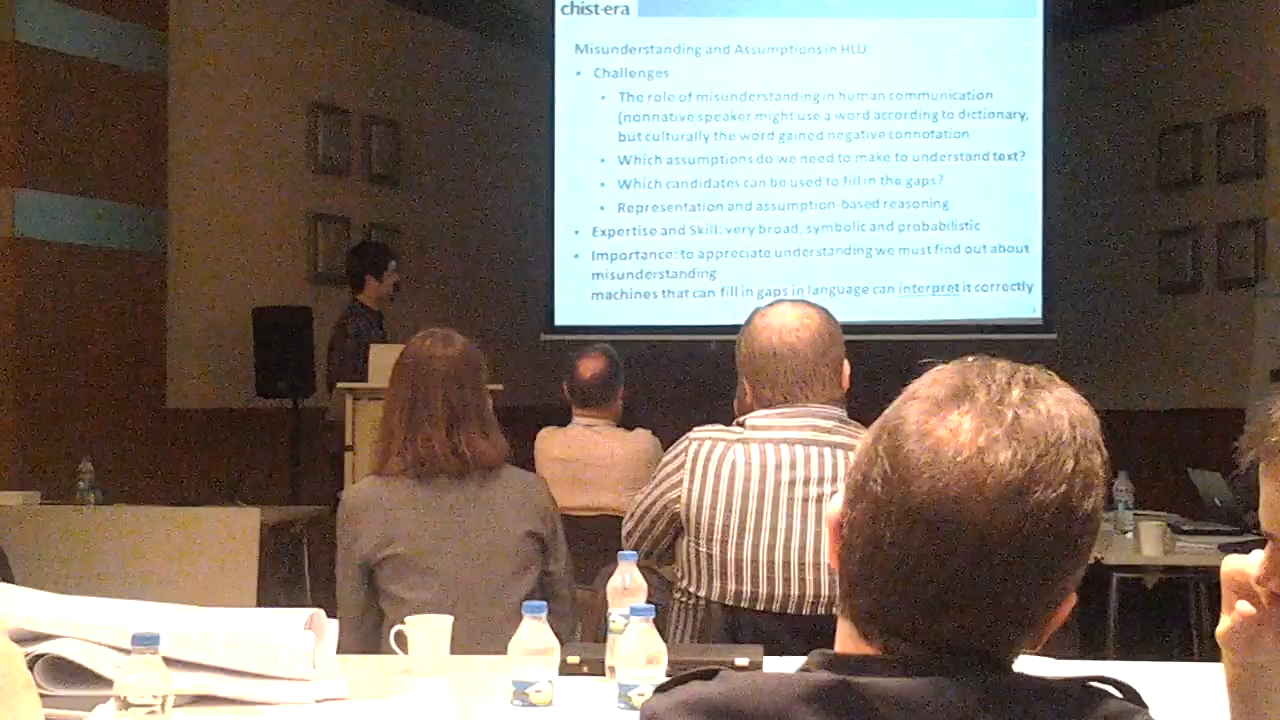 chist-era
Misunderstanding and Assumptions in HLU:
• Challenges
• The role of misunderstanding in human communication
(nonnative speaker might use a word according to dictionary,
but culturally the word gained negative connotation
• Which assumptions do we need to make to understand text?
• Which candidates can be used to fill in the gaps?
• Representation and assumption-based reasoning
• Expertise and Skill: very broad, symbolic and probabilistic
• Importance: to appreciate understanding we must find out about
misunderstanding
machines that can fill in gaps in language can interpret it correctly